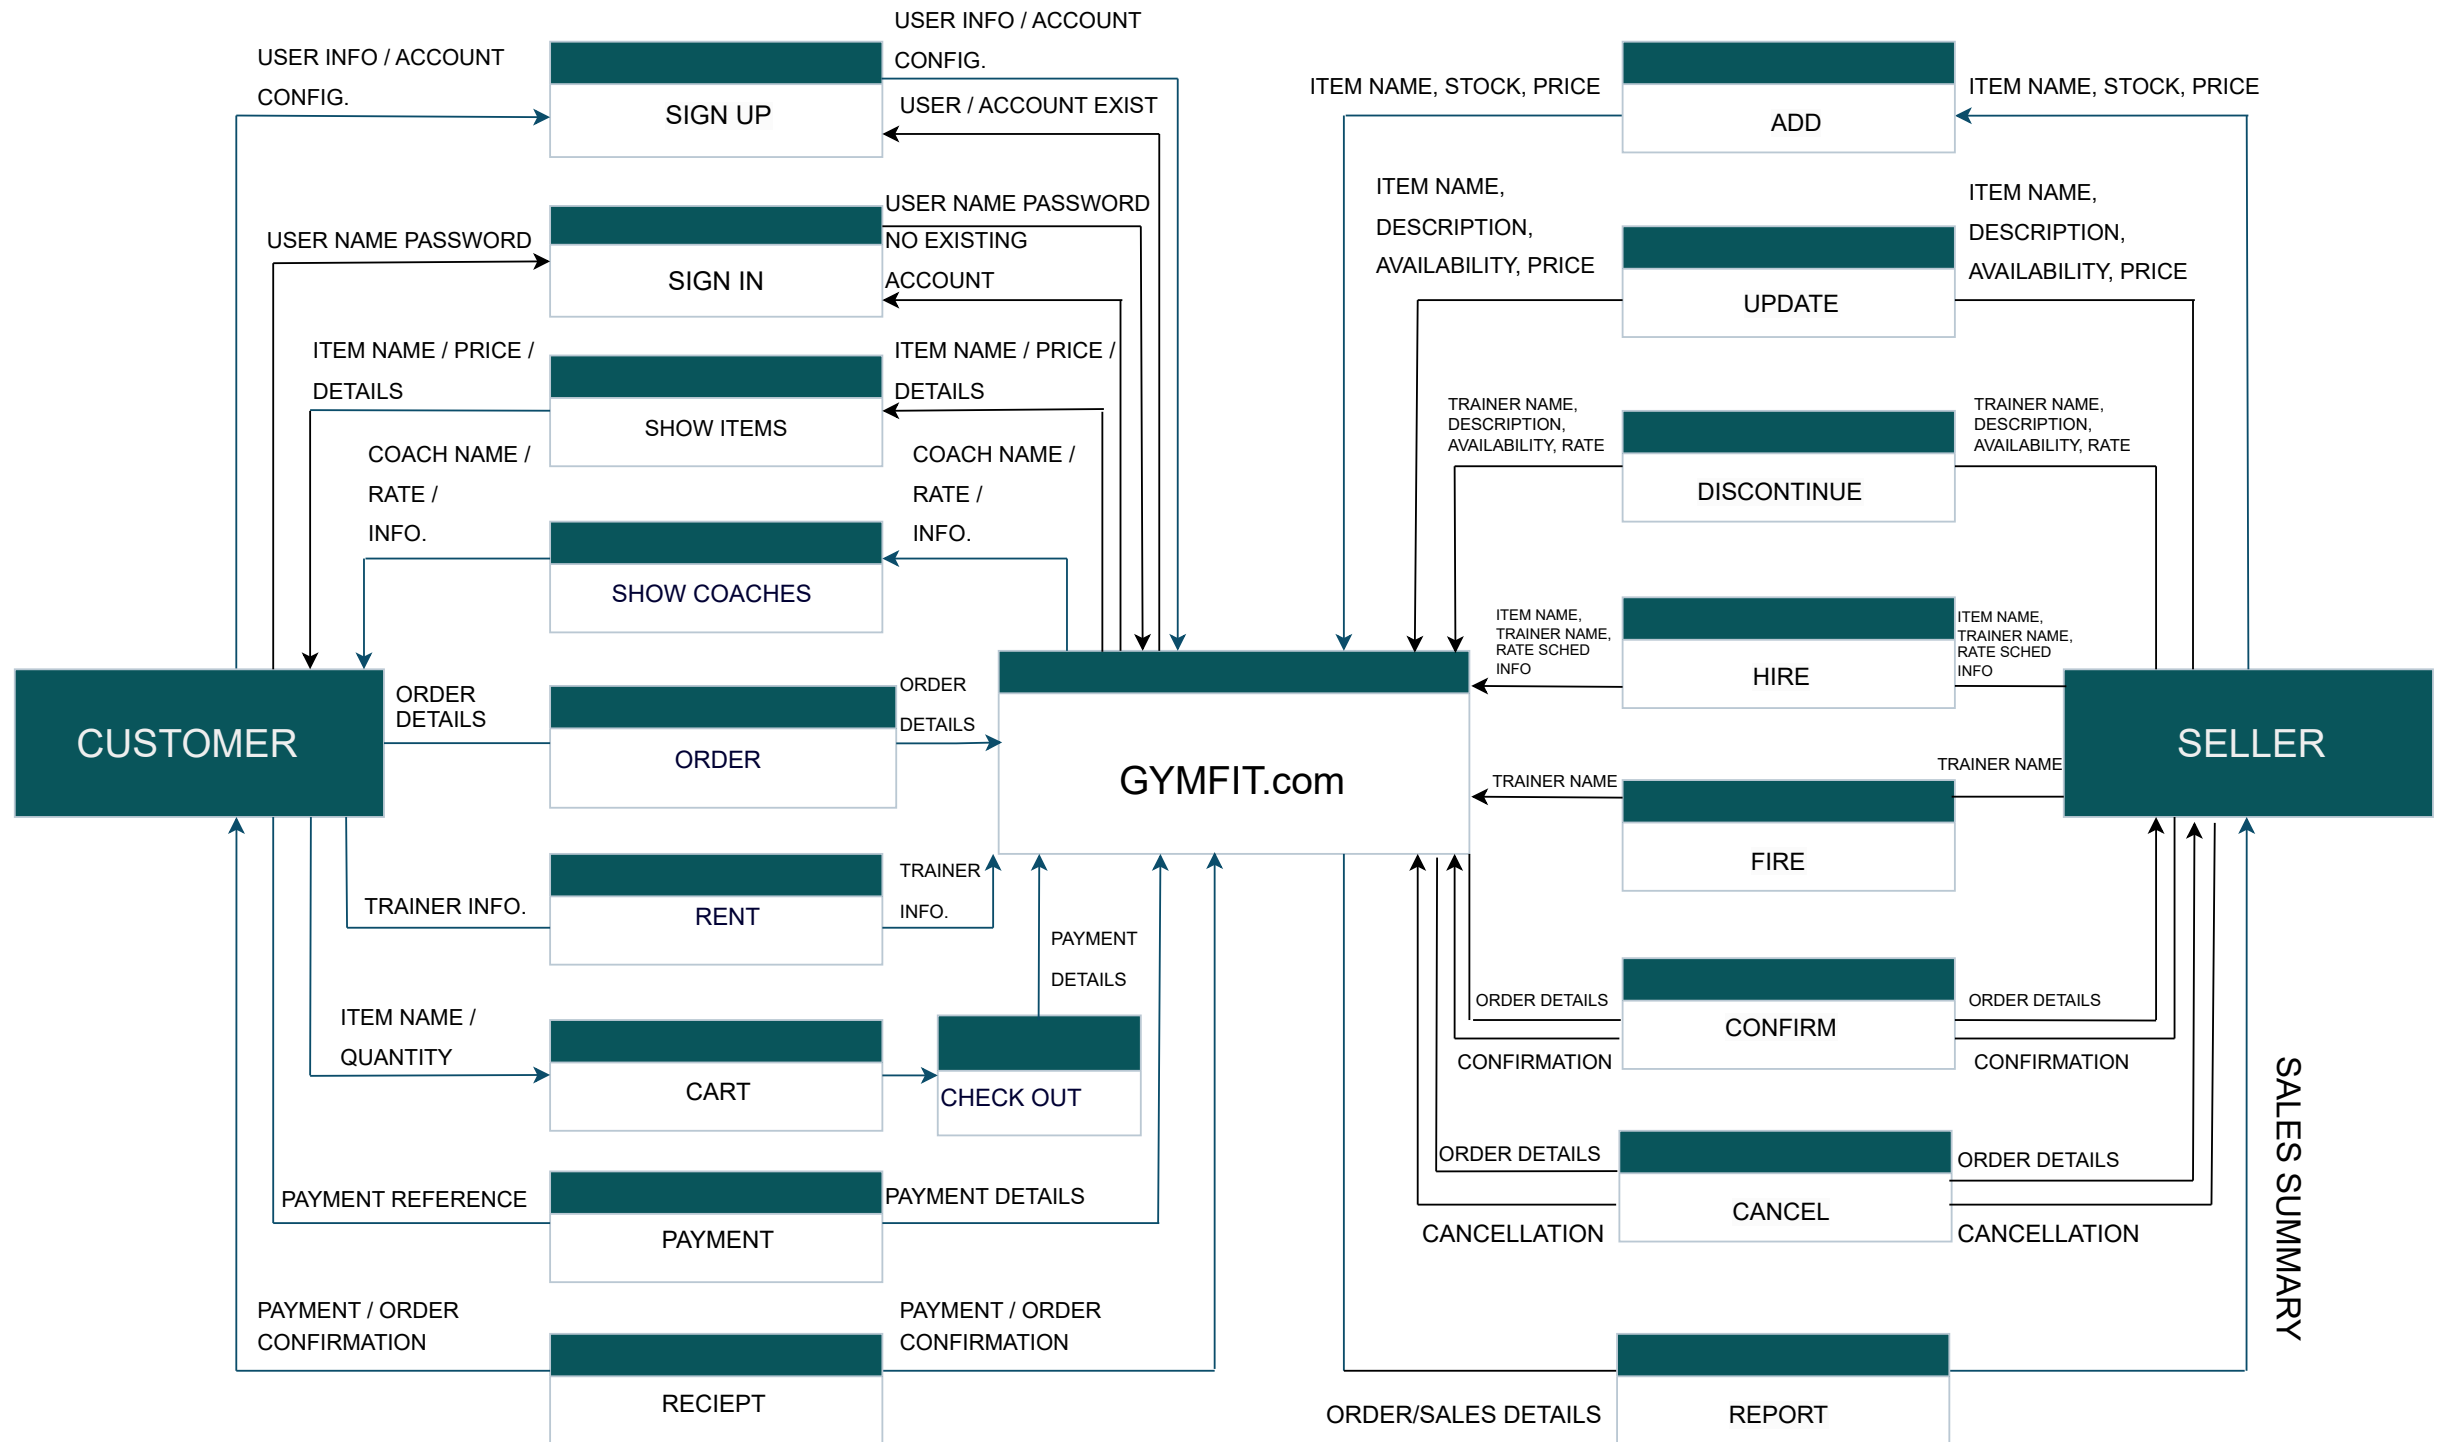 USER INFO / ACCOUNT
CONFIG.
SIGN UP
USER INFO / ACCOUNT
CONFIG.
USER / ACCOUNT EXIST
USER NAME PASSWORD
SIGN IN
USER NAME PASSWORD
NO EXISTING
ACCOUNT
ITEM NAME / PRICE /
DETAILS
SHOW ITEMS
ITEM NAME / PRICE /
DETAILS
COACH NAME /
RATE /
INFO.
SHOW COACHES
COACH NAME /
RATE /
INFO.
CUSTOMER
ORDER
DETAILS
ORDER
ORDER
DETAILS
GYMFIT.com
TRAINER INFO.
RENT
TRAINER
INFO.
ITEM NAME /
QUANTITY
CART
CHECK OUT
PAYMENT
DETAILS
PAYMENT REFERENCE
PAYMENT
PAYMENT DETAILS
PAYMENT / ORDER
CONFIRMATION
RECIEPT
PAYMENT / ORDER
CONFIRMATION
ITEM NAME, STOCK, PRICE
ADD
ITEM NAME, STOCK, PRICE
ITEM NAME,
DESCRIPTION,
AVAILABILITY, PRICE
UPDATE
ITEM NAME,
DESCRIPTION,
AVAILABILITY, PRICE
TRAINER NAME,
DESCRIPTION,
AVAILABILITY, RATE
DISCONTINUE
TRAINER NAME,
DESCRIPTION,
AVAILABILITY, RATE
ITEM NAME,
TRAINER NAME,
RATE SCHED
INFO
HIRE
ITEM NAME,
TRAINER NAME,
RATE SCHED
INFO
SELLER
TRAINER NAME
FIRE
TRAINER NAME
ORDER DETAILS
CONFIRMATION
CONFIRM
ORDER DETAILS
CONFIRMATION
ORDER DETAILS
CANCELLATION
CANCEL
ORDER DETAILS
CANCELLATION
SALES SUMMARY
ORDER/SALES DETAILS
REPORT